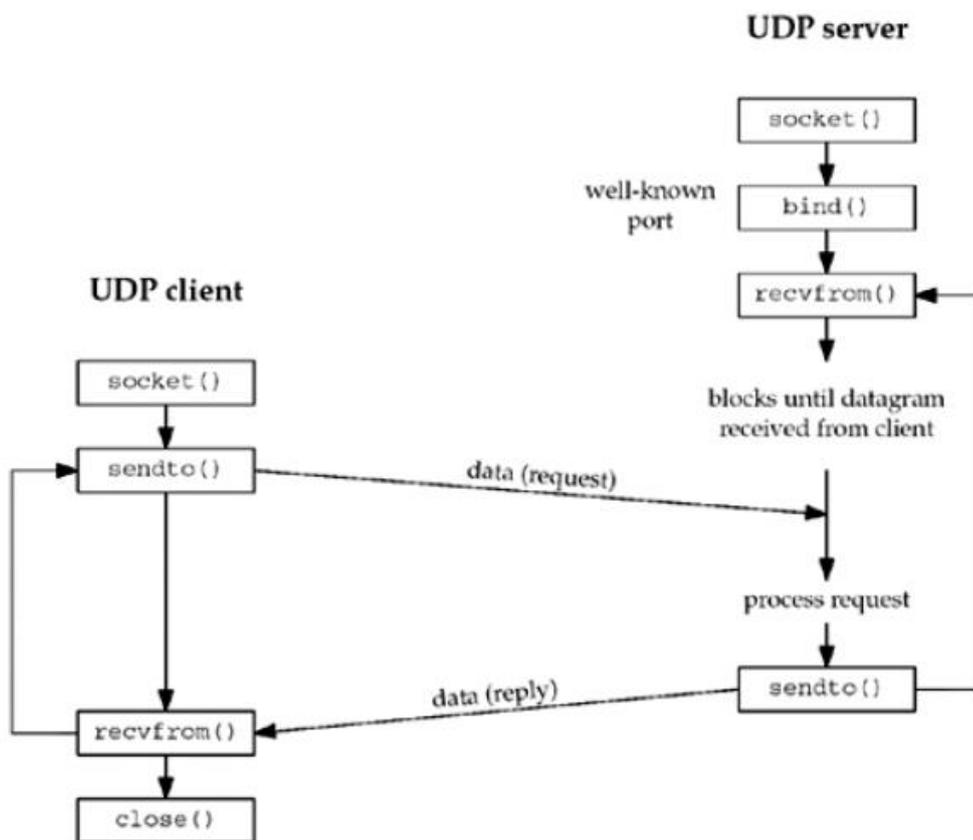 UDP server
socket()
well-known
port
bind()
UDP client
recvfrom()
socket()
blocks until datagram
received from client
sendto()
data (request)
process request
data (reply)
sendto()
recvfrom()
close()